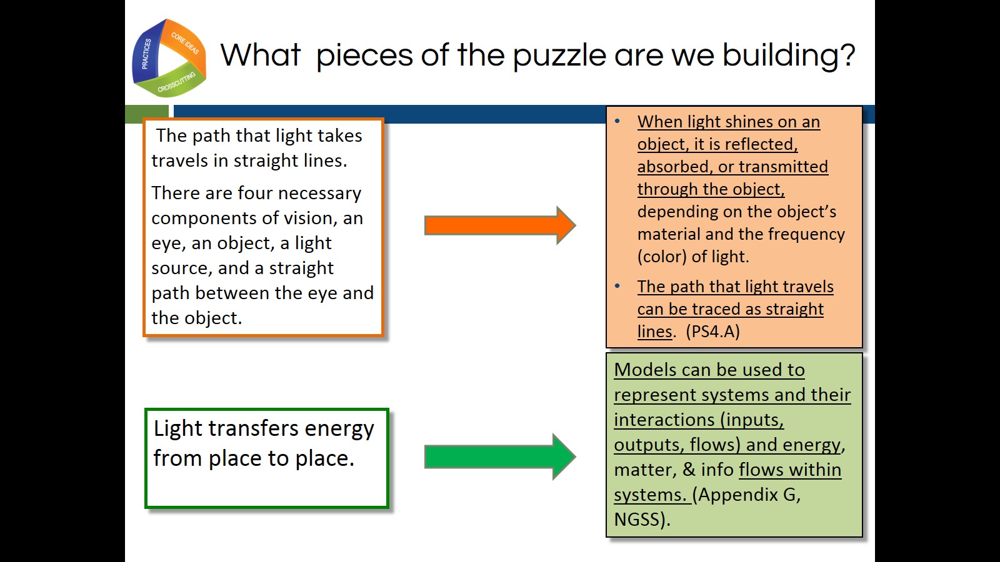 PRACTICES
CORE IDEAS
CROSSCUTTING
What  pieces of the puzzle are we building?
The path that light takes
travels in straight lines.
There are four necessary
components of vision, an
eye, an object, a light
source, and a straight
path between the eye and
the object.
• When light shines on an
object, it is reflected,
absorbed, or transmitted
through the object,
depending on the object’s
material and the frequency
(color) of light.
• The path that light travels
can be traced as straight
lines.  (PS4.A)
Light transfers energy
from place to place.
Models can be used to
represent systems and their
interactions (inputs,
outputs, flows) and energy,
matter, & info flows within
systems. (Appendix G,
NGSS).